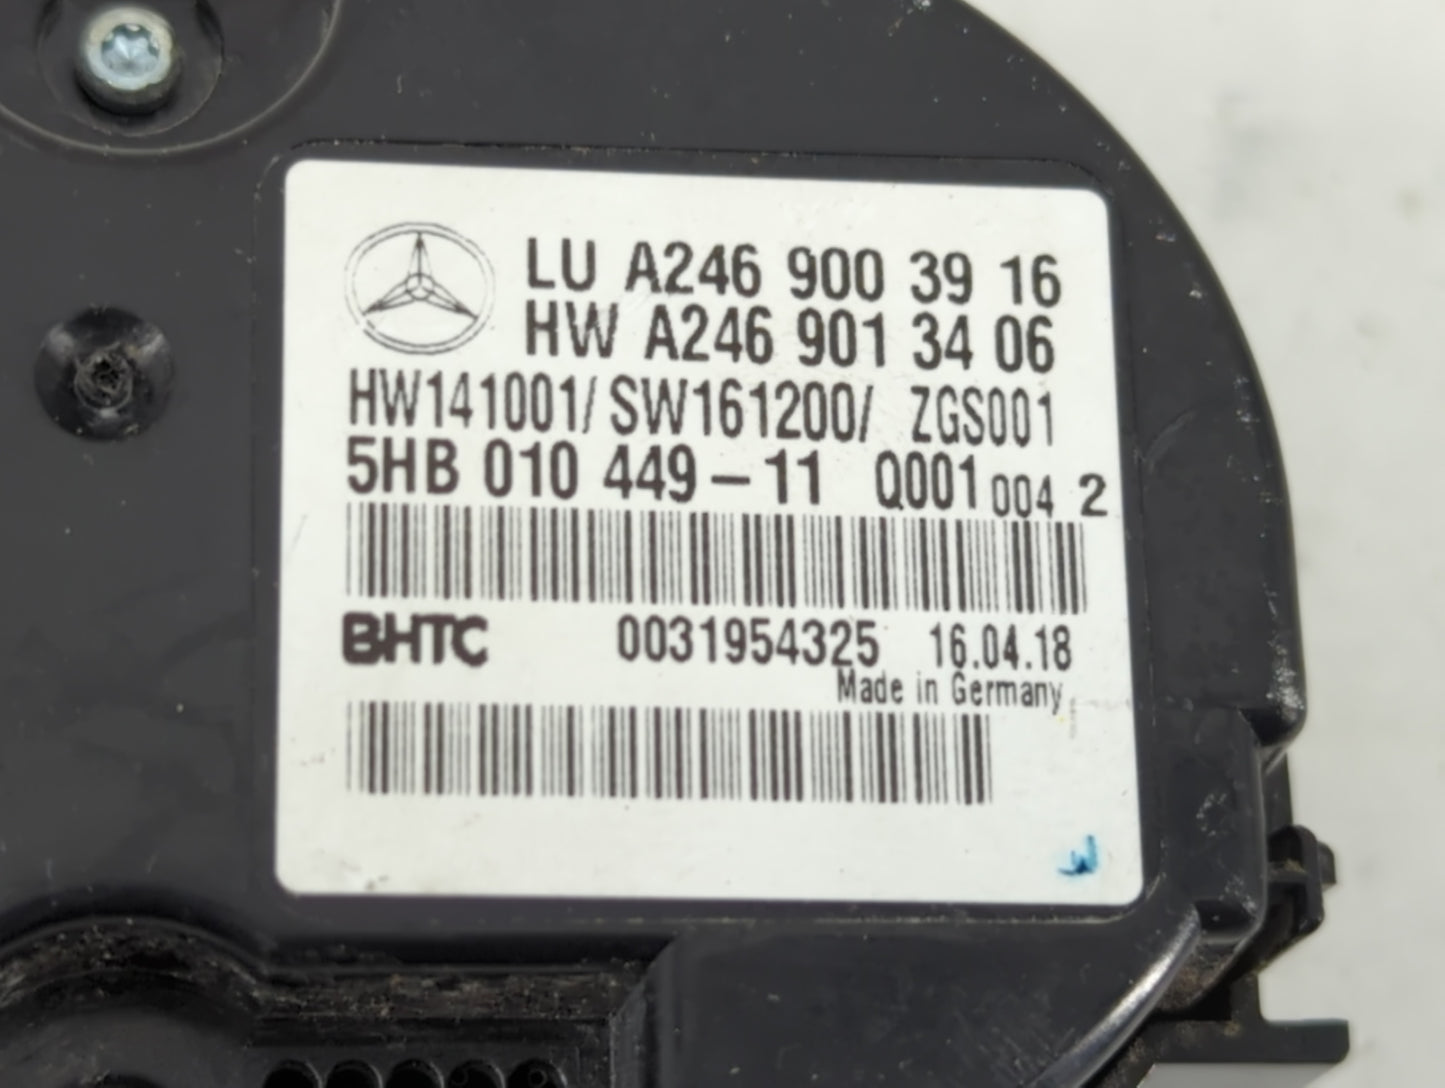 LU A246 900 39 16
HW A246 901 34 06
HW141001/ SW161200/ ZGS001
5HB 010 449-11 Q001 004 2
BHTC 0031954325 16.04.18
Made in Germany